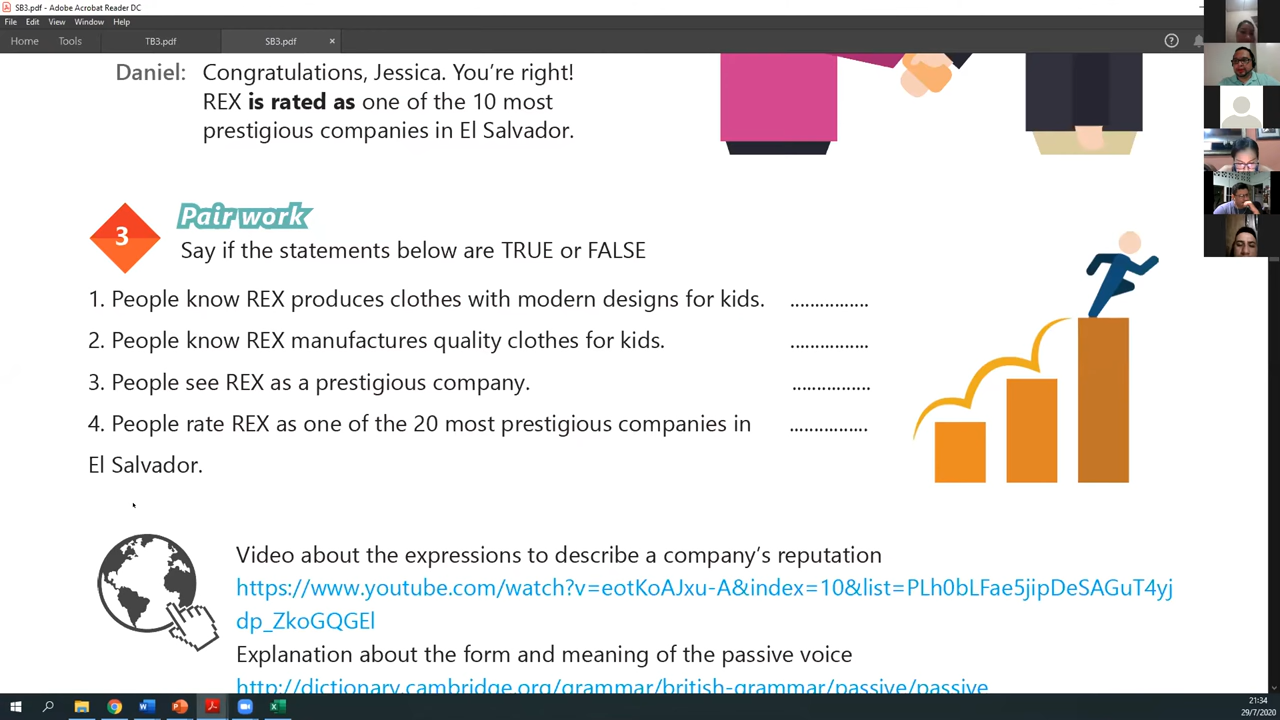 SB3.pdf - Adobe Acrobat Reader DC
File Edit View Window Help
Home Tools TB3.pdf SB3.pdf ×
Daniel: Congratulations, Jessica. You're right!
REX is rated as one of the 10 most
prestigious companies in El Salvador.
3 Pair work
Say if the statements below are TRUE or FALSE
1. People know REX produces clothes with modern designs for kids. ................
2. People know REX manufactures quality clothes for kids. ................
3. People see REX as a prestigious company. ................
4. People rate REX as one of the 20 most prestigious companies in ................
El Salvador.
Video about the expressions to describe a company's reputation
https://www.youtube.com/watch?v=eotKoAJxu-A&index=10&list=PLh0bLFae5jipDeSAGuT4yj
dp_ZkoGQGEl
Explanation about the form and meaning of the passive voice
http://dictionary.cambridge.org/grammar/british-grammar/passive/passive
21:34
29/7/2020